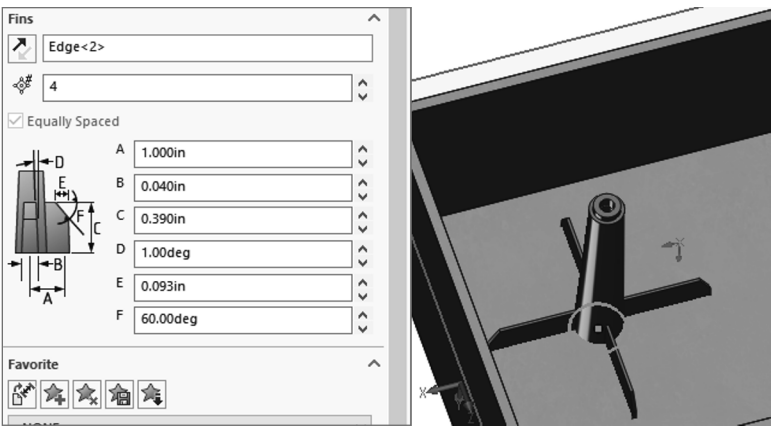 Fins
Edge<2>
#
4
Equally Spaced
A 1.000in
B 0.040in
C 0.390in
D 1.00deg
E 0.093in
F 60.00deg
D
E
F
C
B
A
Favorite
X
X
Z